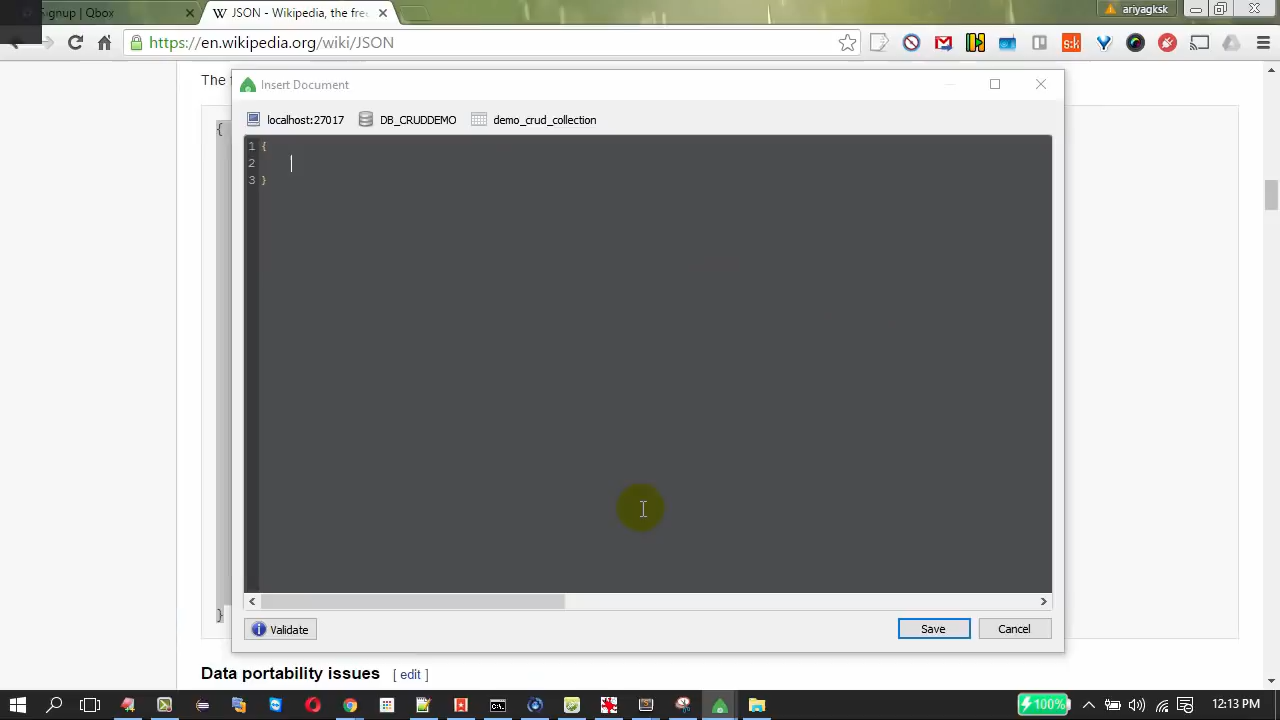 Signup | Qbox
W JSON - Wikipedia, the fre
ariyagksk
https://en.wikipedia.org/wiki/JSON
s:k
The
Insert Document
localhost:27017 DB_CRUDDEMO demo_crud_collection
{
1 {
2
3 }
}
Validate
Save
Cancel
Data portability issues [ edit ]
100%
12:13 PM